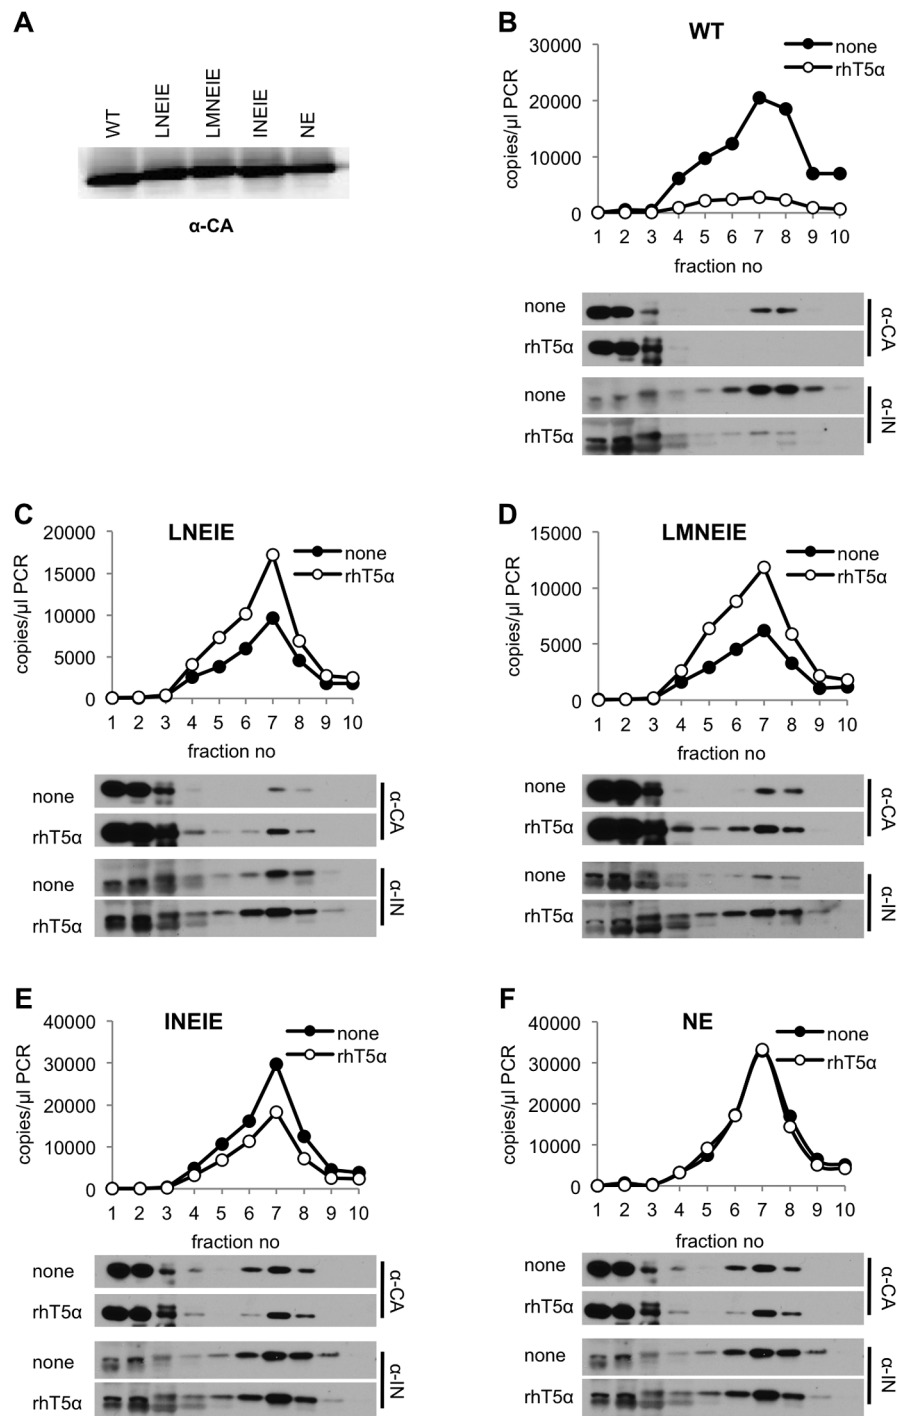 A
WT
LNEIE
LMNEIE
INEIE
NE
α-CA
B
WT
none
rhT5α
30000
20000
10000
0
copies/µl PCR
1 2 3 4 5 6 7 8 9 10
fraction no
none
rhT5α
α-CA
none
rhT5α
α-IN
C
LNEIE
none
rhT5α
20000
15000
10000
5000
0
copies/µl PCR
1 2 3 4 5 6 7 8 9 10
fraction no
none
rhT5α
α-CA
none
rhT5α
α-IN
D
LMNEIE
none
rhT5α
15000
10000
5000
0
copies/µl PCR
1 2 3 4 5 6 7 8 9 10
fraction no
none
rhT5α
α-CA
none
rhT5α
α-IN
E
INEIE
none
rhT5α
40000
30000
20000
10000
0
copies/µl PCR
1 2 3 4 5 6 7 8 9 10
fraction no
none
rhT5α
α-CA
none
rhT5α
α-IN
F
NE
none
rhT5α
40000
30000
20000
10000
0
copies/µl PCR
1 2 3 4 5 6 7 8 9 10
fraction no
none
rhT5α
α-CA
none
rhT5α
α-IN